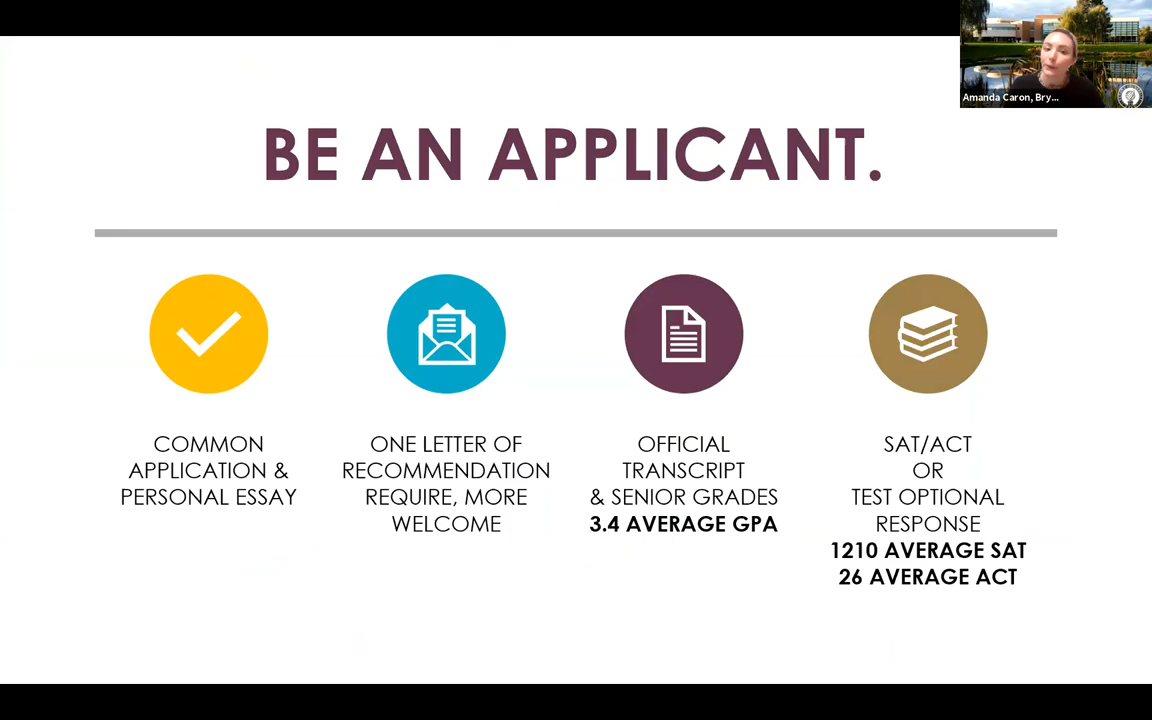 Amanda Caron, Bry...
BE AN APPLICANT.
COMMON
APPLICATION &
PERSONAL ESSAY
ONE LETTER OF
RECOMMENDATION
REQUIRE, MORE
WELCOME
OFFICIAL
TRANSCRIPT
& SENIOR GRADES
3.4 AVERAGE GPA
SAT/ACT
OR
TEST OPTIONAL
RESPONSE
1210 AVERAGE SAT
26 AVERAGE ACT